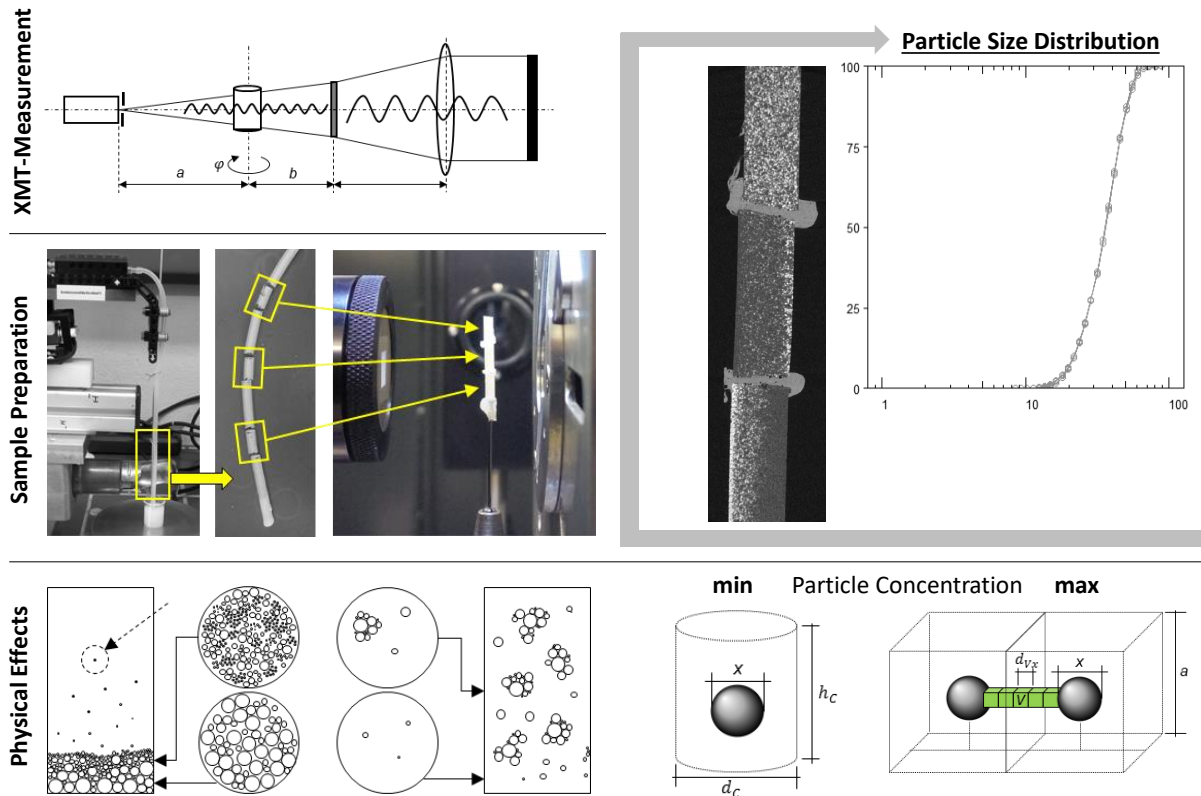 XMT-Measurement
φ
a
b
Sample Preparation
Particle Size Distribution
100
75
50
25
0
1
10
100
Physical Effects
min Particle Concentration max
x
h_C
d_C
d_Vx
x
V
a